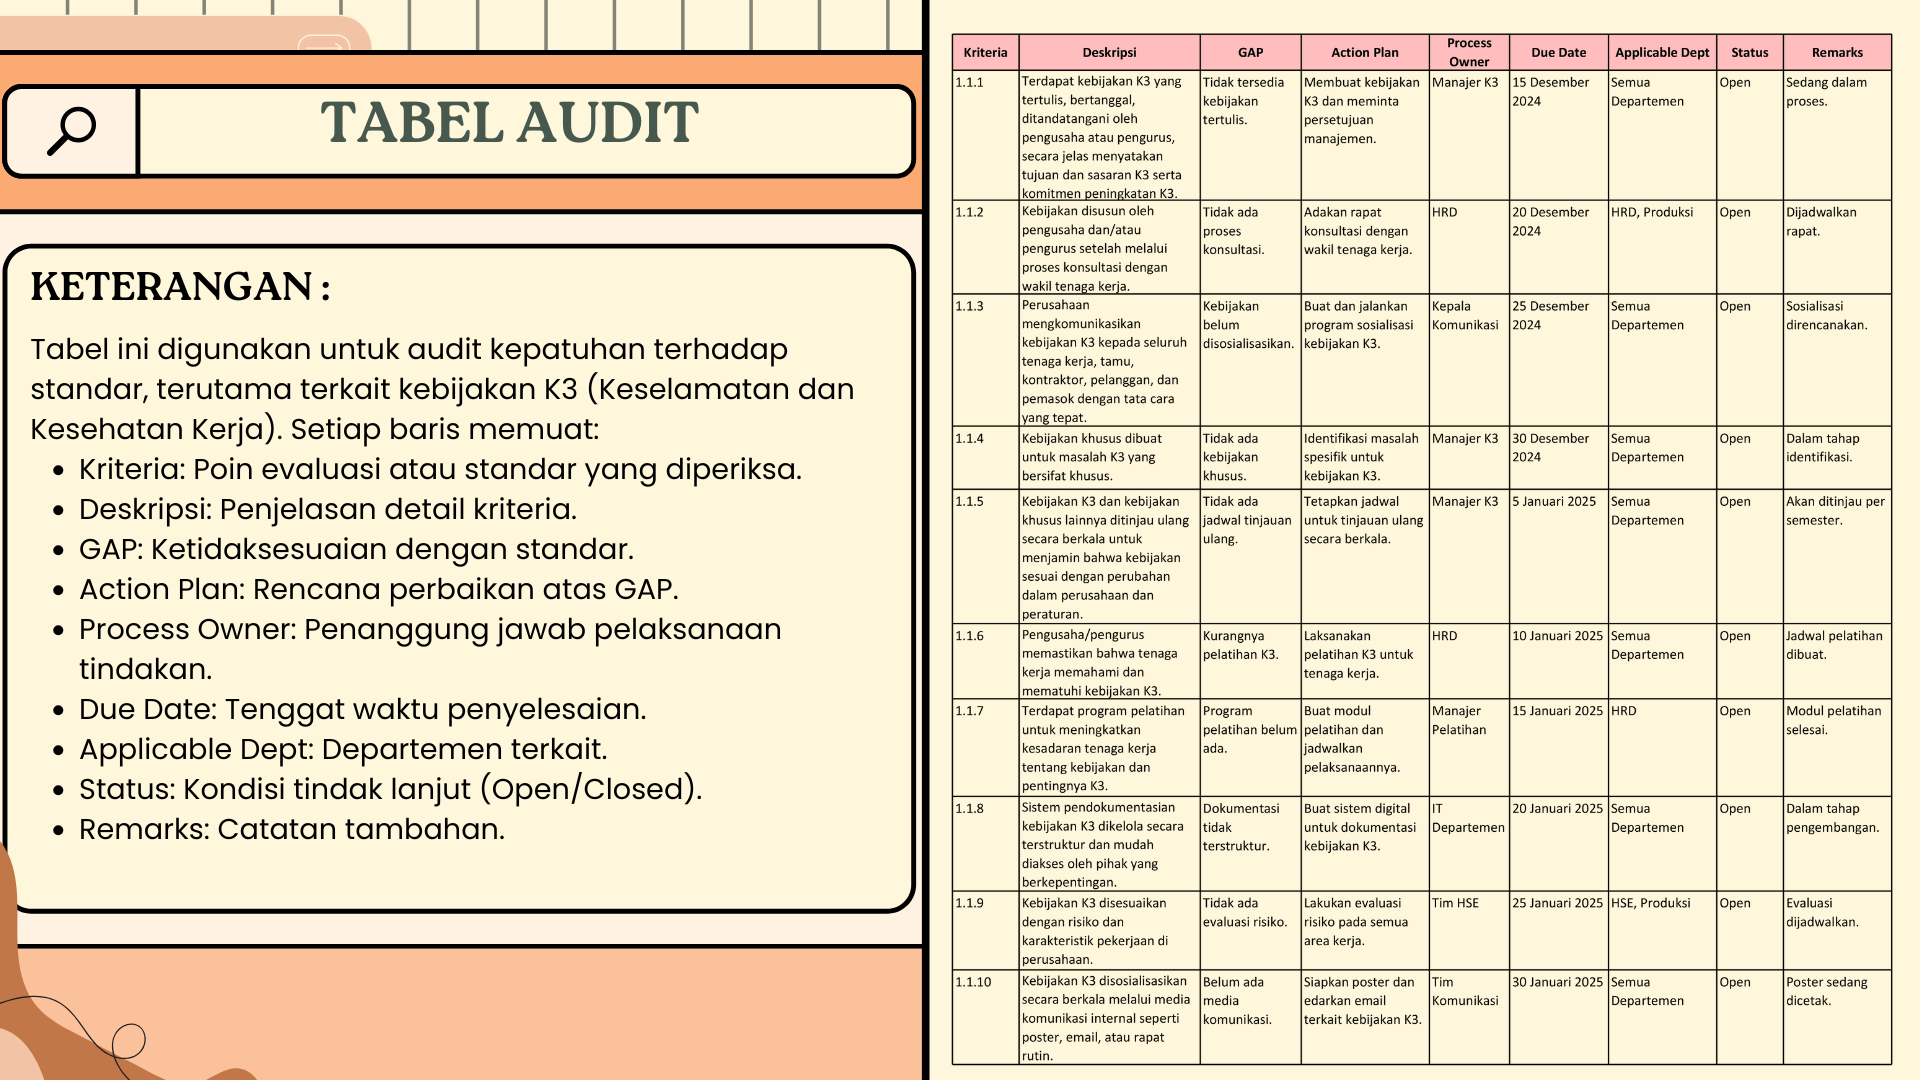 TABEL AUDIT
KETERANGAN :
Tabel ini digunakan untuk audit kepatuhan terhadap
standar, terutama terkait kebijakan K3 (Keselamatan dan
Kesehatan Kerja). Setiap baris memuat:
• Kriteria: Poin evaluasi atau standar yang diperiksa.
• Deskripsi: Penjelasan detail kriteria.
• GAP: Ketidaksesuaian dengan standar.
• Action Plan: Rencana perbaikan atas GAP.
• Process Owner: Penanggung jawab pelaksanaan
tindakan.
• Due Date: Tenggat waktu penyelesaian.
• Applicable Dept: Departemen terkait.
• Status: Kondisi tindak lanjut (Open/Closed).
• Remarks: Catatan tambahan.
Kriteria
Deskripsi
GAP
Action Plan
Process
Owner
Due Date
Applicable Dept
Status
Remarks
1.1.1
Terdapat kebijakan K3 yang
tertulis, bertanggal,
ditandatangani oleh
pengusaha atau pengurus,
secara jelas menyatakan
tujuan dan sasaran K3 serta
komitmen peningkatan K3.
Tidak tersedia
kebijakan
tertulis.
Membuat kebijakan
K3 dan meminta
persetujuan
manajemen.
Manajer K3
15 Desember
2024
Semua
Departemen
Open
Sedang dalam
proses.
1.1.2
Kebijakan disusun oleh
pengusaha dan/atau
pengurus setelah melalui
proses konsultasi dengan
wakil tenaga kerja.
Tidak ada
proses
konsultasi.
Adakan rapat
konsultasi dengan
wakil tenaga kerja.
HRD
20 Desember
2024
HRD, Produksi
Open
Dijadwalkan
rapat.
1.1.3
Perusahaan
mengkomunikasikan
kebijakan K3 kepada seluruh
tenaga kerja, tamu,
kontraktor, pelanggan, dan
pemasok dengan tata cara
yang tepat.
Kebijakan
belum
disosialisasikan.
Buat dan jalankan
program sosialisasi
kebijakan K3.
Kepala
Komunikasi
25 Desember
2024
Semua
Departemen
Open
Sosialisasi
direncanakan.
1.1.4
Kebijakan khusus dibuat
untuk masalah K3 yang
bersifat khusus.
Tidak ada
kebijakan
khusus.
Identifikasi masalah
spesifik untuk
kebijakan K3.
Manajer K3
30 Desember
2024
Semua
Departemen
Open
Dalam tahap
identifikasi.
1.1.5
Kebijakan K3 dan kebijakan
khusus lainnya ditinjau ulang
secara berkala untuk
menjamin bahwa kebijakan
sesuai dengan perubahan
dalam perusahaan dan
peraturan.
Tidak ada
jadwal tinjauan
ulang.
Tetapkan jadwal
untuk tinjauan ulang
secara berkala.
Manajer K3
5 Januari 2025
Semua
Departemen
Open
Akan ditinjau per
semester.
1.1.6
Pengusaha/pengurus
memastikan bahwa tenaga
kerja memahami dan
mematuhi kebijakan K3.
Kurangnya
pelatihan K3.
Laksanakan
pelatihan K3 untuk
tenaga kerja.
HRD
10 Januari 2025
Semua
Departemen
Open
Jadwal pelatihan
dibuat.
1.1.7
Terdapat program pelatihan
untuk meningkatkan
kesadaran tenaga kerja
tentang kebijakan dan
pentingnya K3.
Program
pelatihan belum
ada.
Buat modul
pelatihan dan
jadwalkan
pelaksanaannya.
Manajer
Pelatihan
15 Januari 2025
HRD
Open
Modul pelatihan
selesai.
1.1.8
Sistem pendokumentasian
kebijakan K3 dikelola secara
terstruktur dan mudah
diakses oleh pihak yang
berkepentingan.
Dokumentasi
tidak
terstruktur.
Buat sistem digital
untuk dokumentasi
kebijakan K3.
IT
Departemen
20 Januari 2025
Semua
Departemen
Open
Dalam tahap
pengembangan.
1.1.9
Kebijakan K3 disesuaikan
dengan risiko dan
karakteristik pekerjaan di
perusahaan.
Tidak ada
evaluasi risiko.
Lakukan evaluasi
risiko pada semua
area kerja.
Tim HSE
25 Januari 2025
HSE, Produksi
Open
Evaluasi
dijadwalkan.
1.1.10
Kebijakan K3 disosialisasikan
secara berkala melalui media
komunikasi internal seperti
poster, email, atau rapat
rutin.
Belum ada
media
komunikasi.
Siapkan poster dan
edarkan email
terkait kebijakan K3.
Tim
Komunikasi
30 Januari 2025
Semua
Departemen
Open
Poster sedang
dicetak.